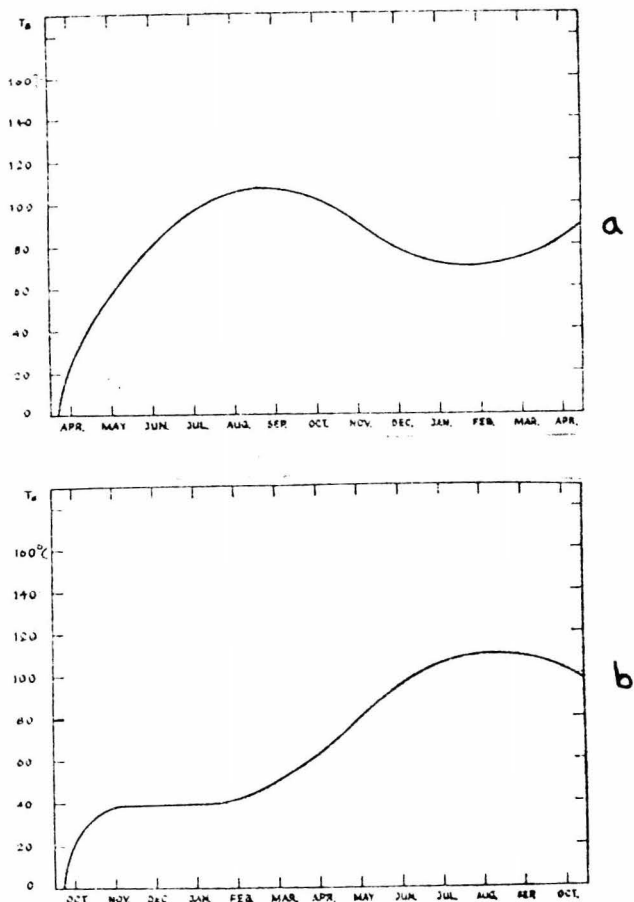 Ts
160°
140
120
100
80
60
40
20
0
APR. MAY JUN. JUL. AUG. SEP. OCT. NOV. DEC. JAN. FEB. MAR. APR.
a
Ts
160°C
140
120
100
80
60
40
20
0
OCT NOV DEC JAN. FEB. MAR. APR. MAY JUN. JUL. AUG. SEP. OCT.
b